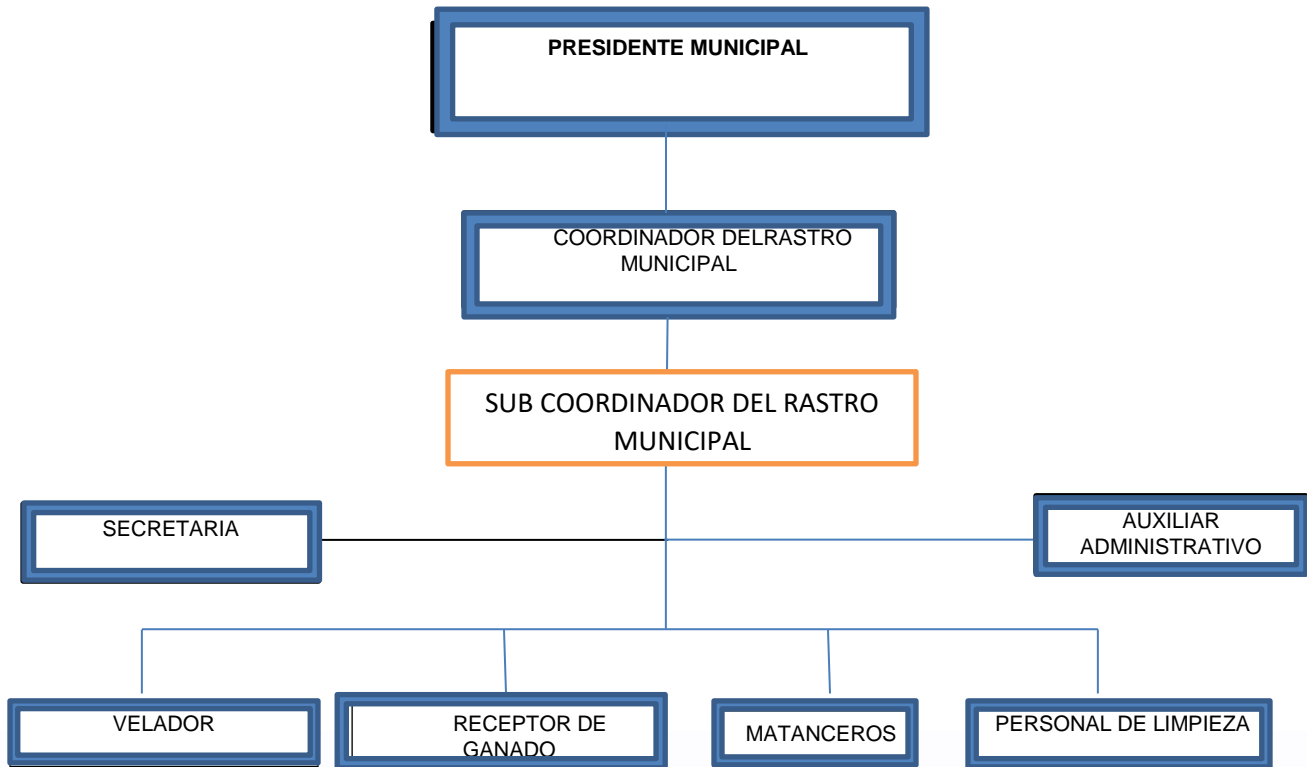 PRESIDENTE MUNICIPAL
COORDINADOR DELRASTRO
MUNICIPAL
SUB COORDINADOR DEL RASTRO
MUNICIPAL
SECRETARIA
AUXILIAR
ADMINISTRATIVO
VELADOR
RECEPTOR DE
GANADO
MATANCEROS
PERSONAL DE LIMPIEZA